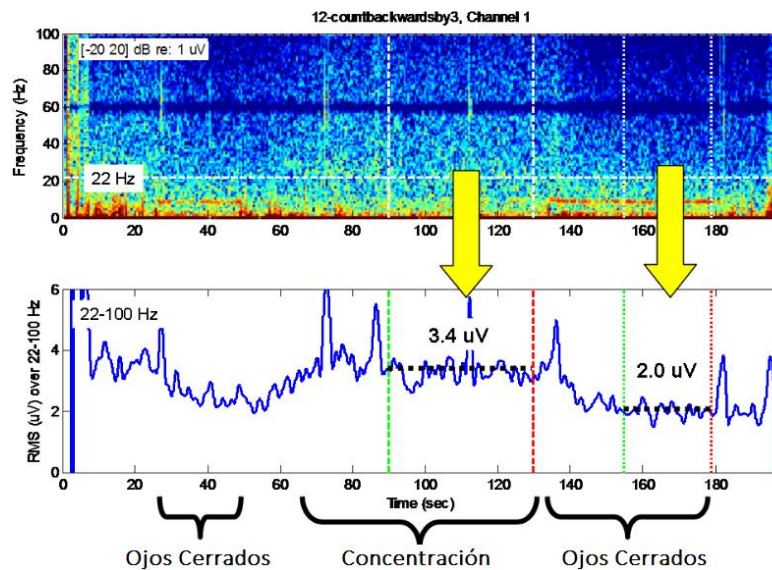 12-countbackwardsby3, Channel 1
[-20 20] dB re: 1 uV
Frequency (Hz)
100
80
60
40
20
0
22 Hz
0 20 40 60 80 100 120 140 160 180
RMS (uV) over 22-100 Hz
6
4
2
0
22-100 Hz
3.4 uV
2.0 uV
0 20 40 60 80 100 120 140 160 180
Time (sec)
Ojos Cerrados Concentración Ojos Cerrados